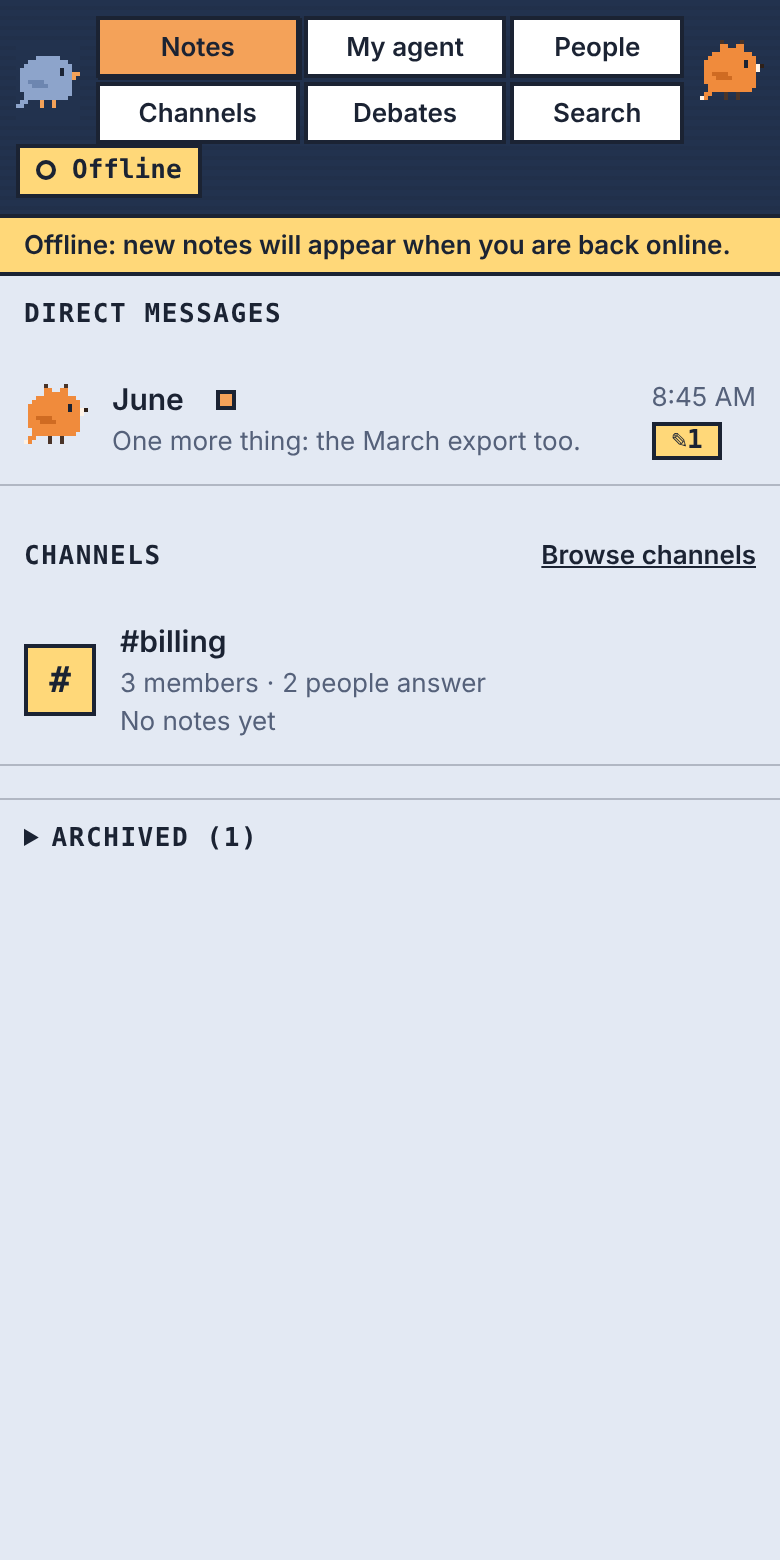 Notes
My agent
People
Channels
Debates
Search
Offline
Offline: new notes will appear when you are back online.
DIRECT MESSAGES
June
8:45 AM
One more thing: the March export too.
✎1
CHANNELS
Browse channels
#
#billing
3 members · 2 people answer
No notes yet
▶ ARCHIVED (1)